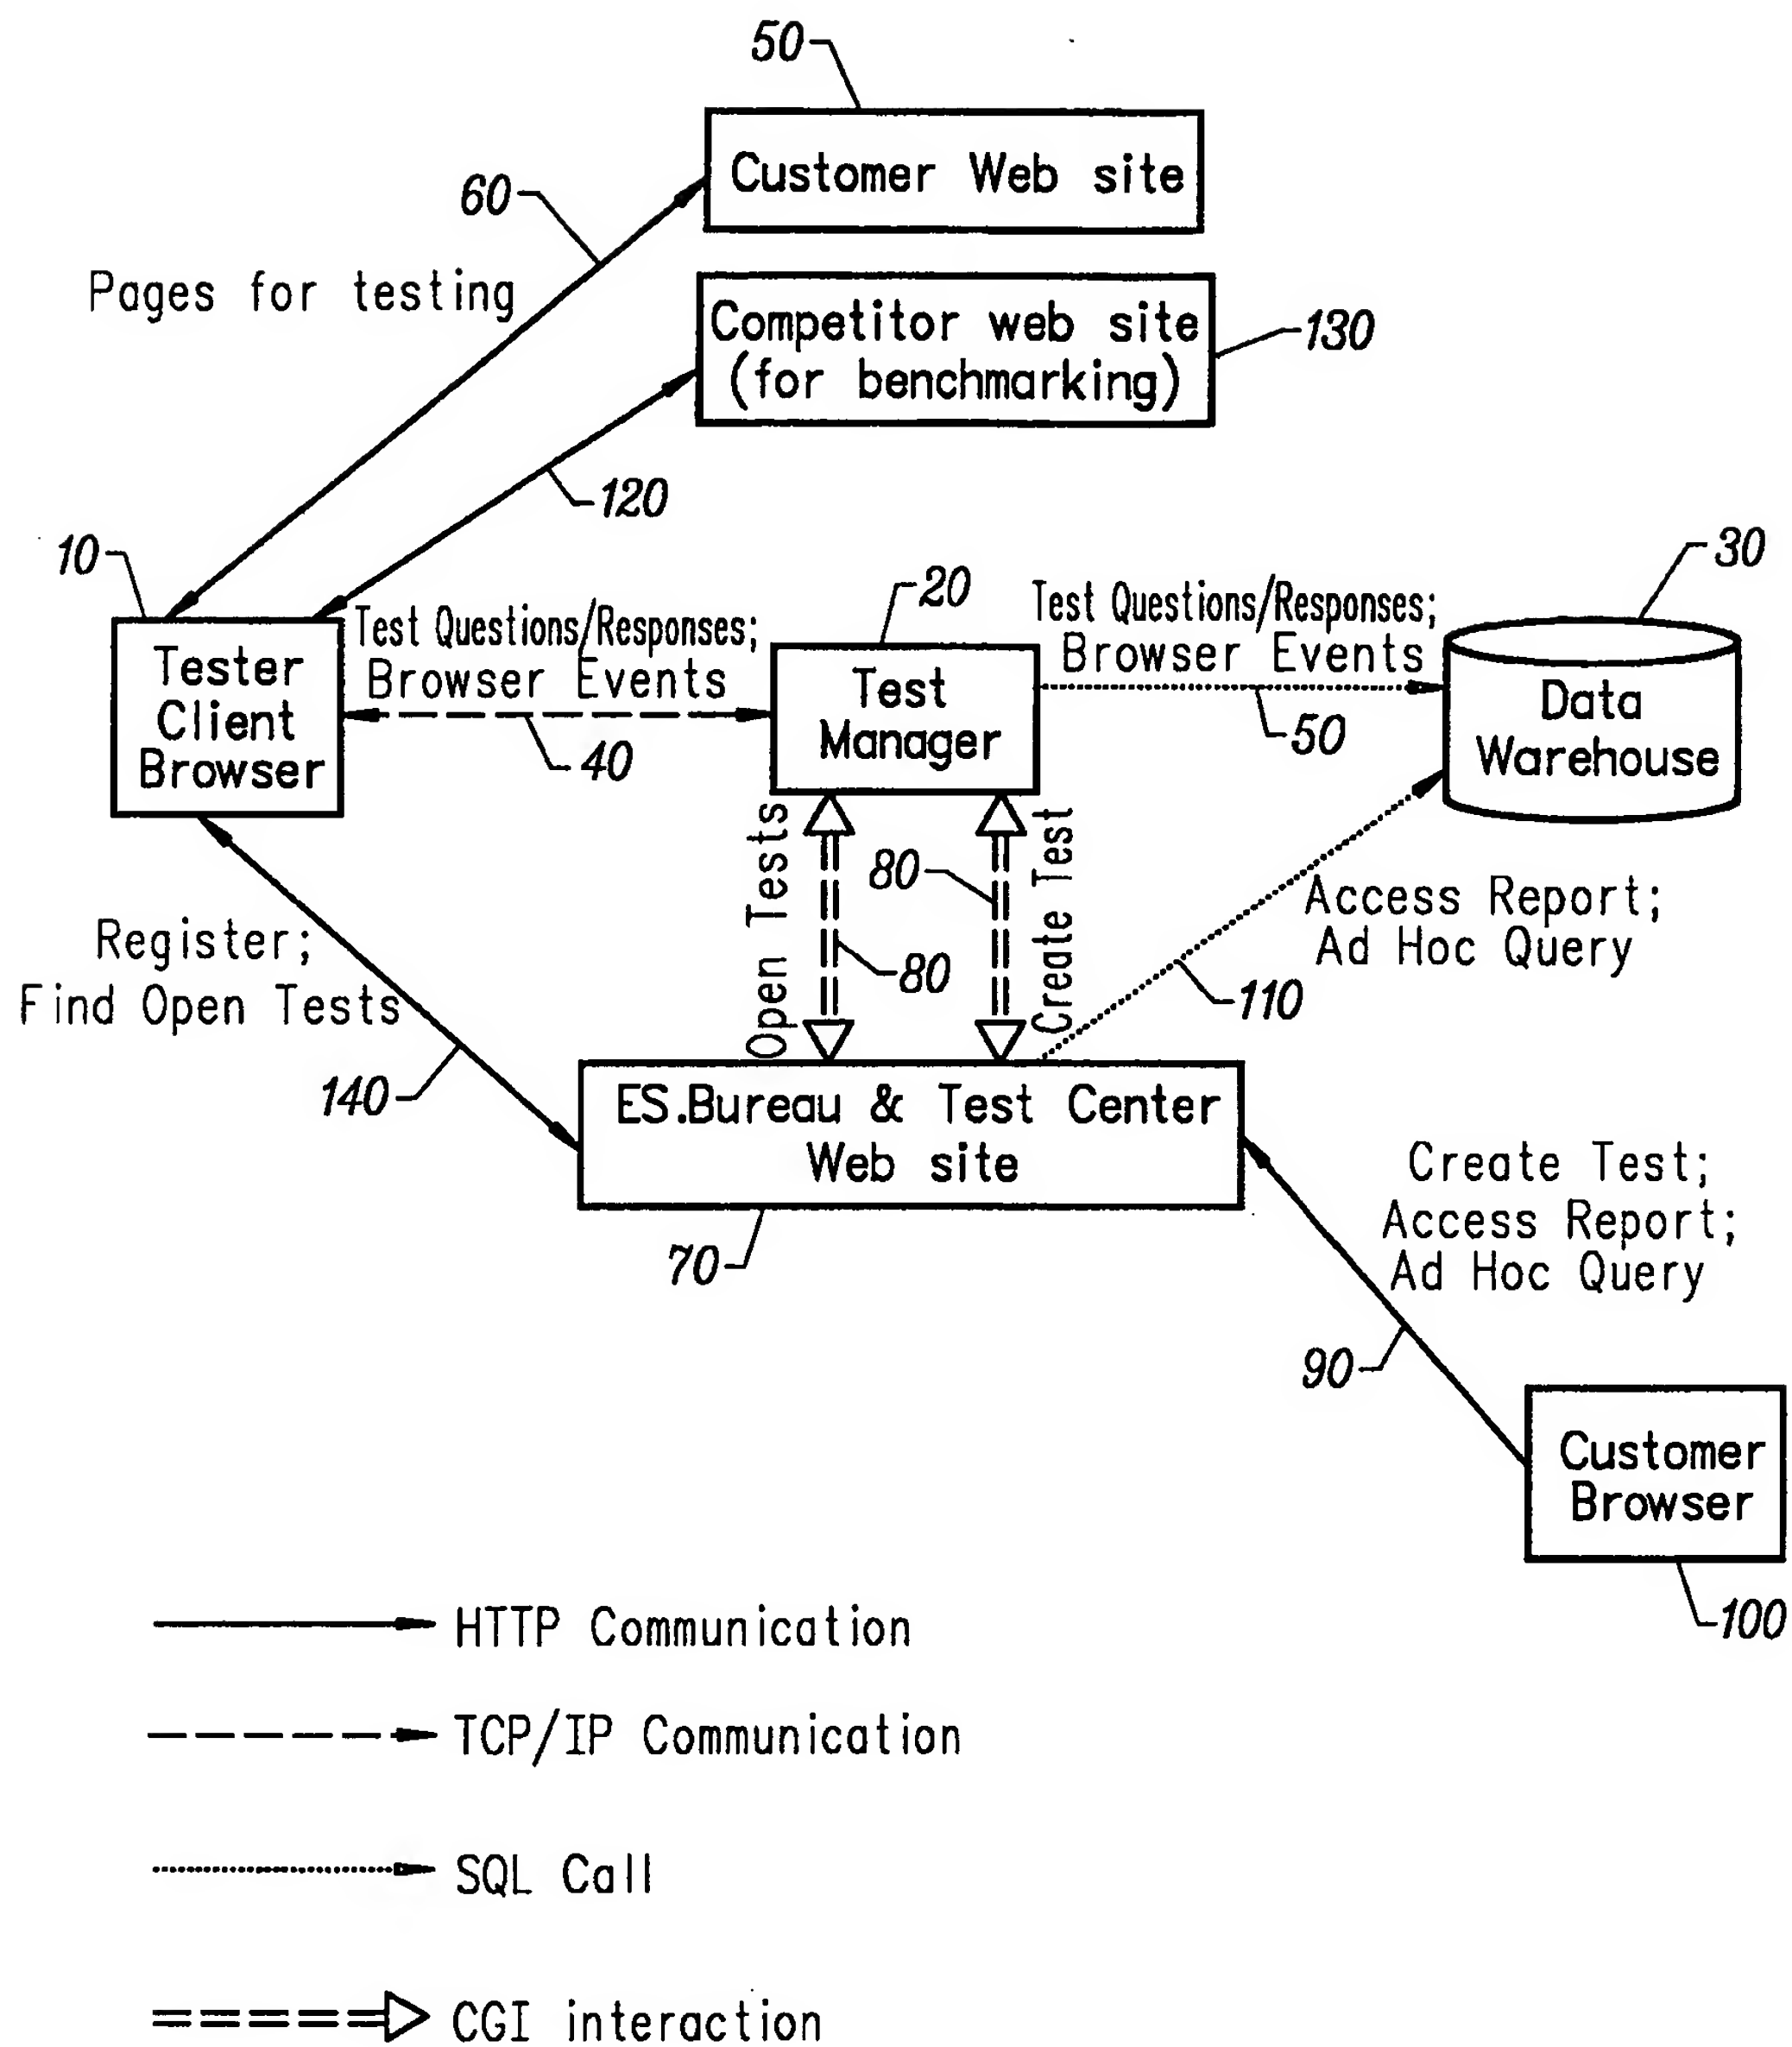 50
Customer Web site
60
Pages for testing
Competitor web site
(for benchmarking)
130
120
10
Tester
Client
Browser
Test Questions/Responses;
Browser Events
40
20
Test
Manager
Test Questions/Responses;
Browser Events
50
30
Data
Warehouse
Open Tests
80
80
Create Test
Access Report;
Ad Hoc Query
110
Register;
Find Open Tests
140
ES.Bureau & Test Center
Web site
70
Create Test;
Access Report;
Ad Hoc Query
90
Customer
Browser
100
HTTP Communication
TCP/IP Communication
SQL Call
CGI interaction